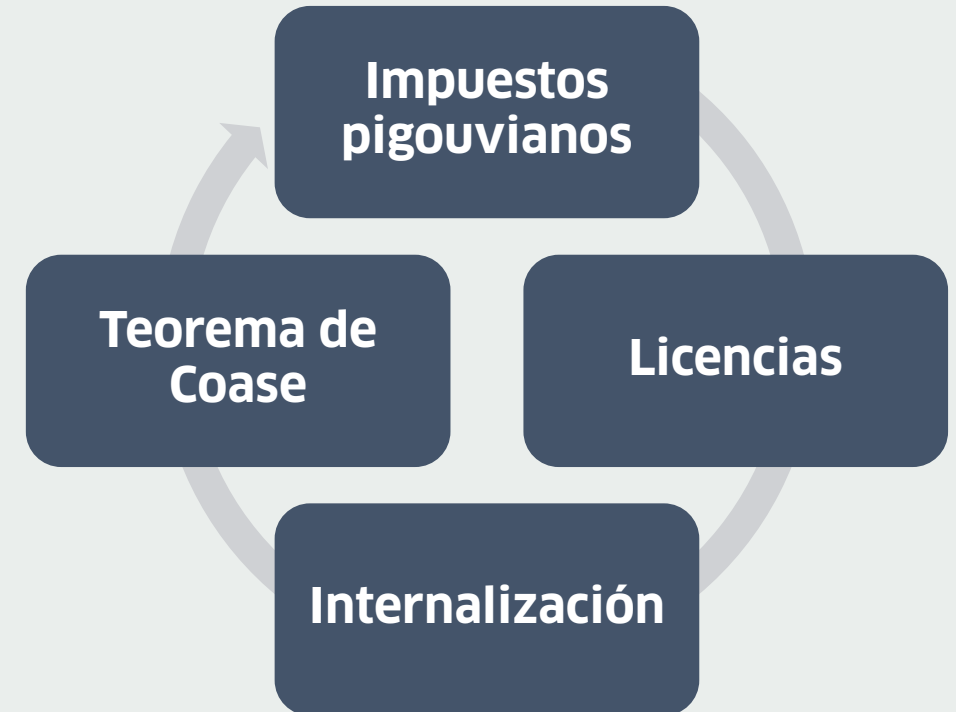 Impuestos
pigouvianos
Teorema de
Coase
Licencias
Internalización